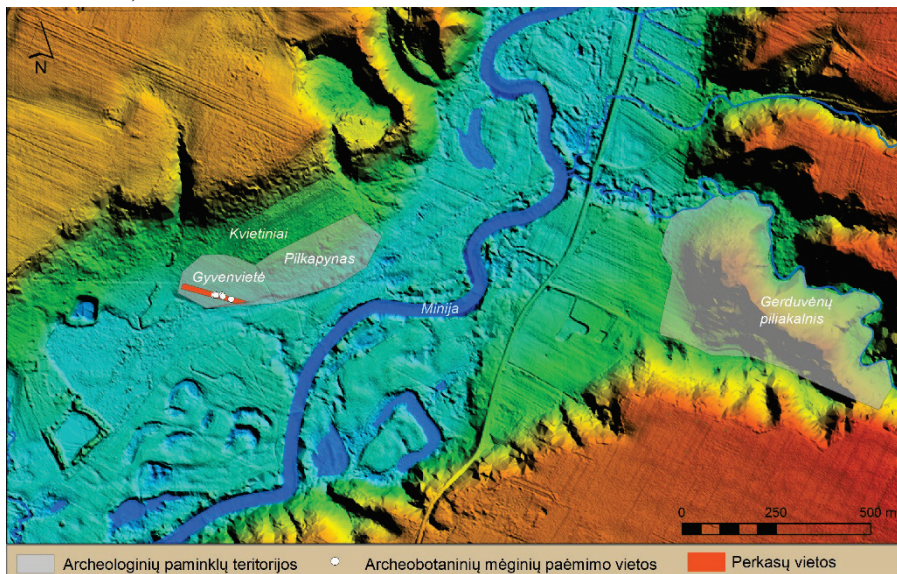 N
Kvietiniai
Pilkapynas
Gyvenvietė
Minija
Gerduvėnų
piliakalnis
0 250 500 m
Archeologinių paminklų teritorijos Archeobotaninių mėginių paėmimo vietos Perkasų vietos